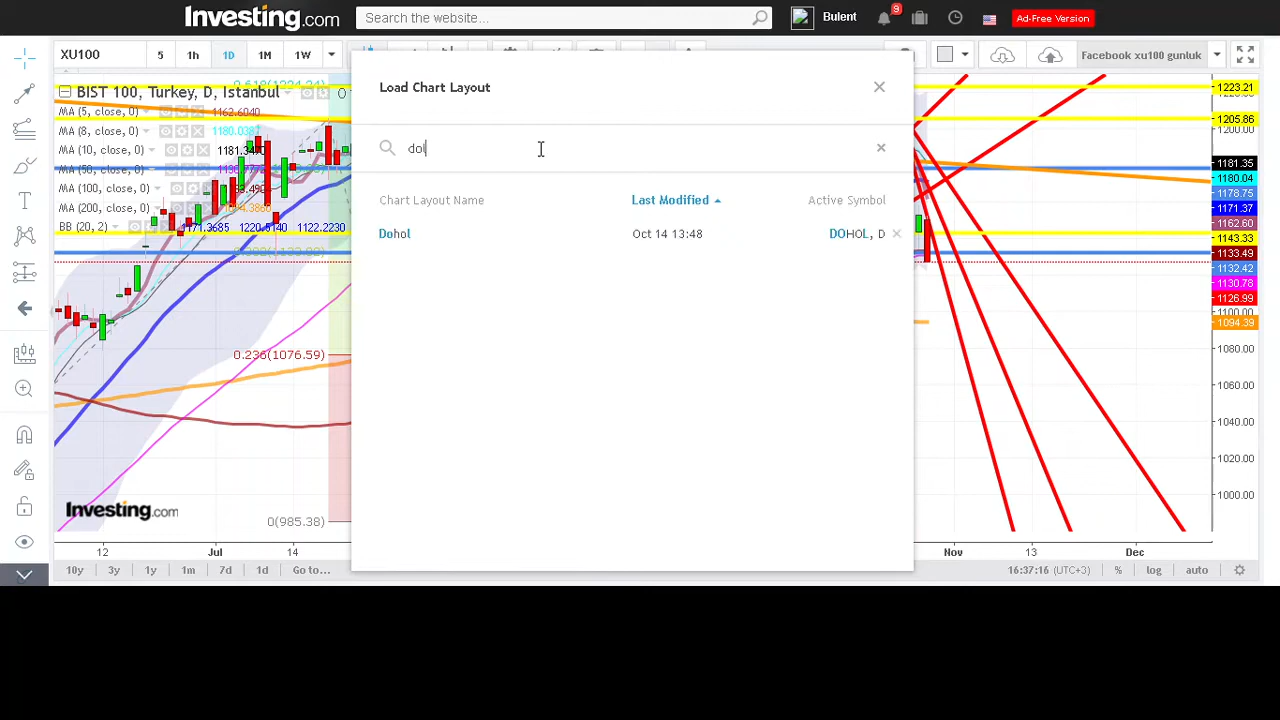 Investing.com
Search the website...
Bulent
9
Ad-Free Version
XU100
5
1h
1D
1M
1W
Facebook xu100 gunluk
Load Chart Layout
dol
Chart Layout Name
Last Modified
Active Symbol
Dohol
Oct 14 13:48
DOHOL, D
BIST 100, Turkey, D, Istanbul
O
MA (5, close, 0)
1162.6040
MA (8, close, 0)
MA (10, close, 0)
MA (50, close, 0)
MA (100, close, 0)
MA (200, close, 0)
BB (20, 2)
1171.3685
1220.5140
1122.2230
0.236(1076.59)
0(985.38)
Investing.com
1223.21
1205.86
1200.00
1181.35
1180.04
1178.75
1171.37
1162.60
1143.33
1133.49
1132.42
1130.78
1126.99
1100.00
1094.39
1080.00
1060.00
1040.00
1020.00
1000.00
12
Jul
14
Nov
13
Dec
10y
3y
1y
1m
7d
1d
Go to...
16:37:16 (UTC+3)
%
log
auto